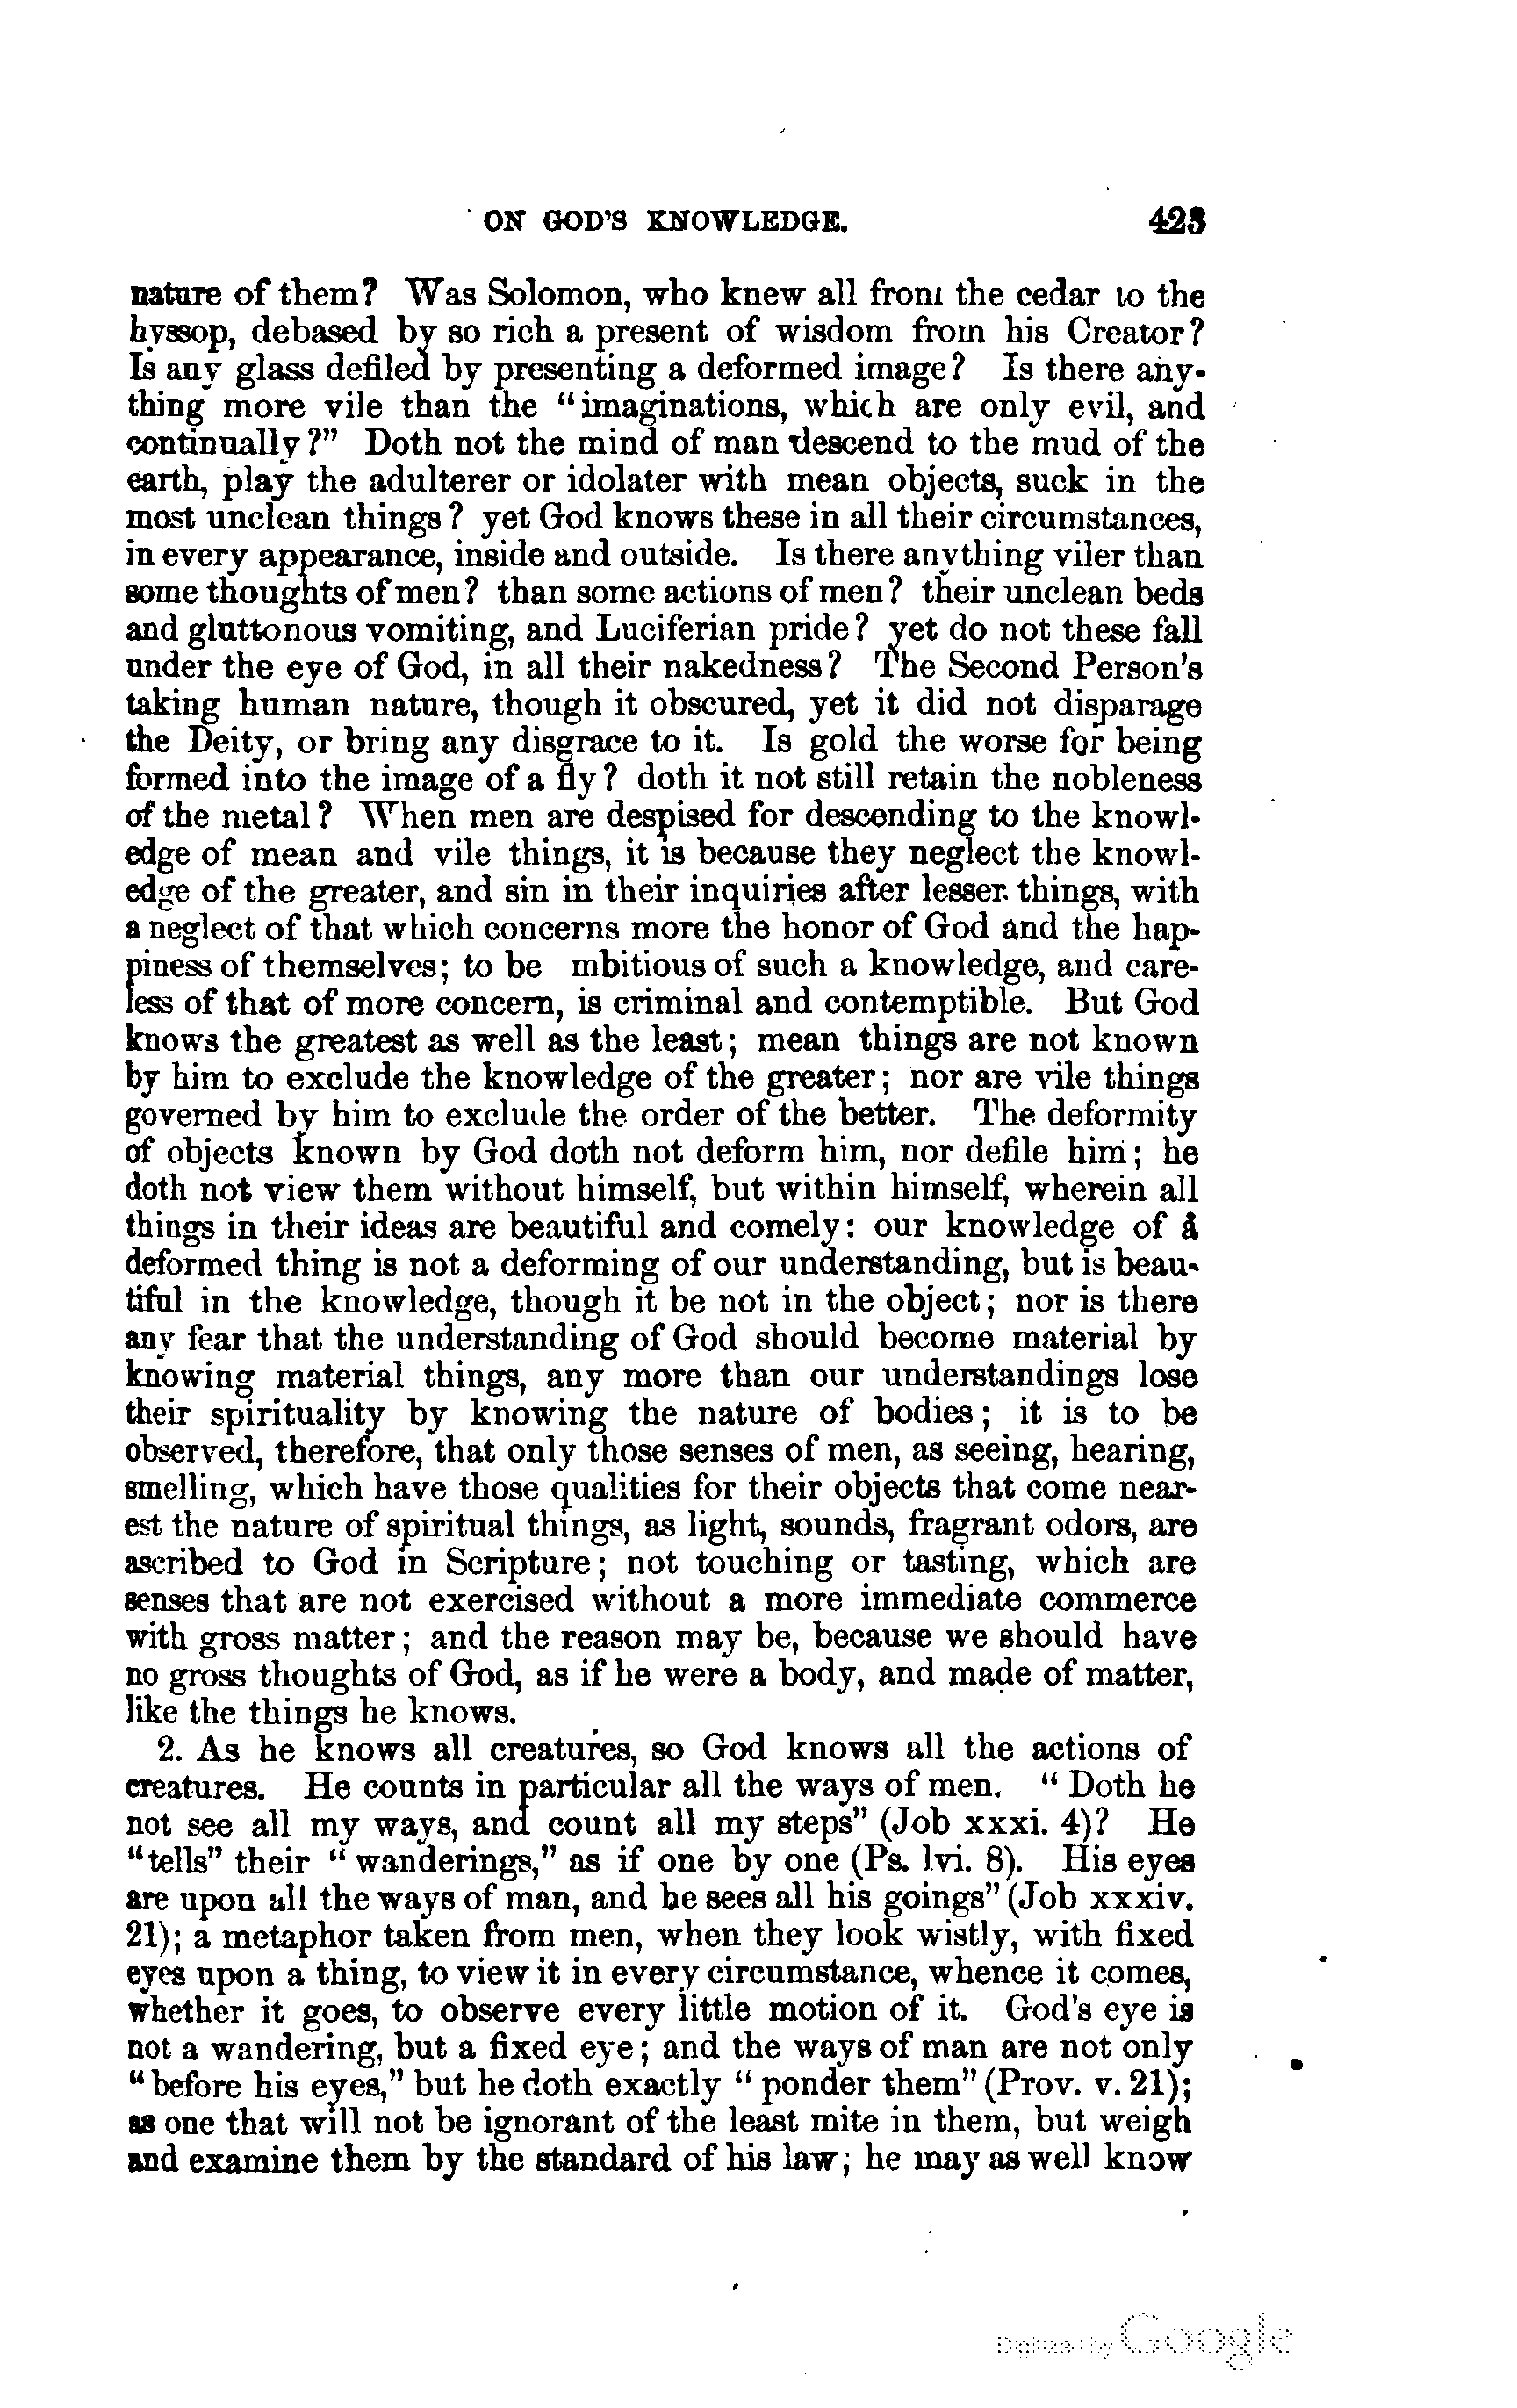 ON GOD'S KNOWLEDGE. 423
nature of them? Was Solomon, who knew all from the cedar to the
hyssop, debased by so rich a present of wisdom from his Creator?
Is any glass defiled by presenting a deformed image? Is there any-
thing more vile than the "imaginations, which are only evil, and
continually?" Doth not the mind of man descend to the mud of the
earth, play the adulterer or idolater with mean objects, suck in the
most unclean things? yet God knows these in all their circumstances,
in every appearance, inside and outside. Is there anything viler than
some thoughts of men? than some actions of men? their unclean beds
and gluttonous vomiting, and Luciferian pride? yet do not these fall
under the eye of God, in all their nakedness? The Second Person's
taking human nature, though it obscured, yet it did not disparage
the Deity, or bring any disgrace to it. Is gold the worse for being
formed into the image of a fly? doth it not still retain the nobleness
of the metal? When men are despised for descending to the knowl-
edge of mean and vile things, it is because they neglect the knowl-
edge of the greater, and sin in their inquiries after lesser things, with
a neglect of that which concerns more the honor of God and the hap-
piness of themselves; to be mbitious of such a knowledge, and care-
less of that of more concern, is criminal and contemptible. But God
knows the greatest as well as the least; mean things are not known
by him to exclude the knowledge of the greater; nor are vile things
governed by him to exclude the order of the better. The deformity
of objects known by God doth not deform him, nor defile him; he
doth not view them without himself, but within himself, wherein all
things in their ideas are beautiful and comely: our knowledge of a
deformed thing is not a deforming of our understanding, but is beau-
tiful in the knowledge, though it be not in the object; nor is there
any fear that the understanding of God should become material by
knowing material things, any more than our understandings lose
their spirituality by knowing the nature of bodies; it is to be
observed, therefore, that only those senses of men, as seeing, hearing,
smelling, which have those qualities for their objects that come near-
est the nature of spiritual things, as light, sounds, fragrant odors, are
ascribed to God in Scripture; not touching or tasting, which are
senses that are not exercised without a more immediate commerce
with gross matter; and the reason may be, because we should have
no gross thoughts of God, as if he were a body, and made of matter,
like the things he knows.
2. As he knows all creatures, so God knows all the actions of
creatures. He counts in particular all the ways of men. "Doth he
not see all my ways, and count all my steps" (Job xxxi. 4)? He
"tells" their "wanderings," as if one by one (Ps. lvi. 8). His eyes
are upon all the ways of man, and he sees all his goings" (Job xxxiv.
21); a metaphor taken from men, when they look wistly, with fixed
eyes upon a thing, to view it in every circumstance, whence it comes,
whether it goes, to observe every little motion of it. God's eye is
not a wandering, but a fixed eye; and the ways of man are not only
"before his eyes," but he doth exactly "ponder them" (Prov. v. 21);
as one that will not be ignorant of the least mite in them, but weigh
and examine them by the standard of his law; he may as well know
Digitized by Google